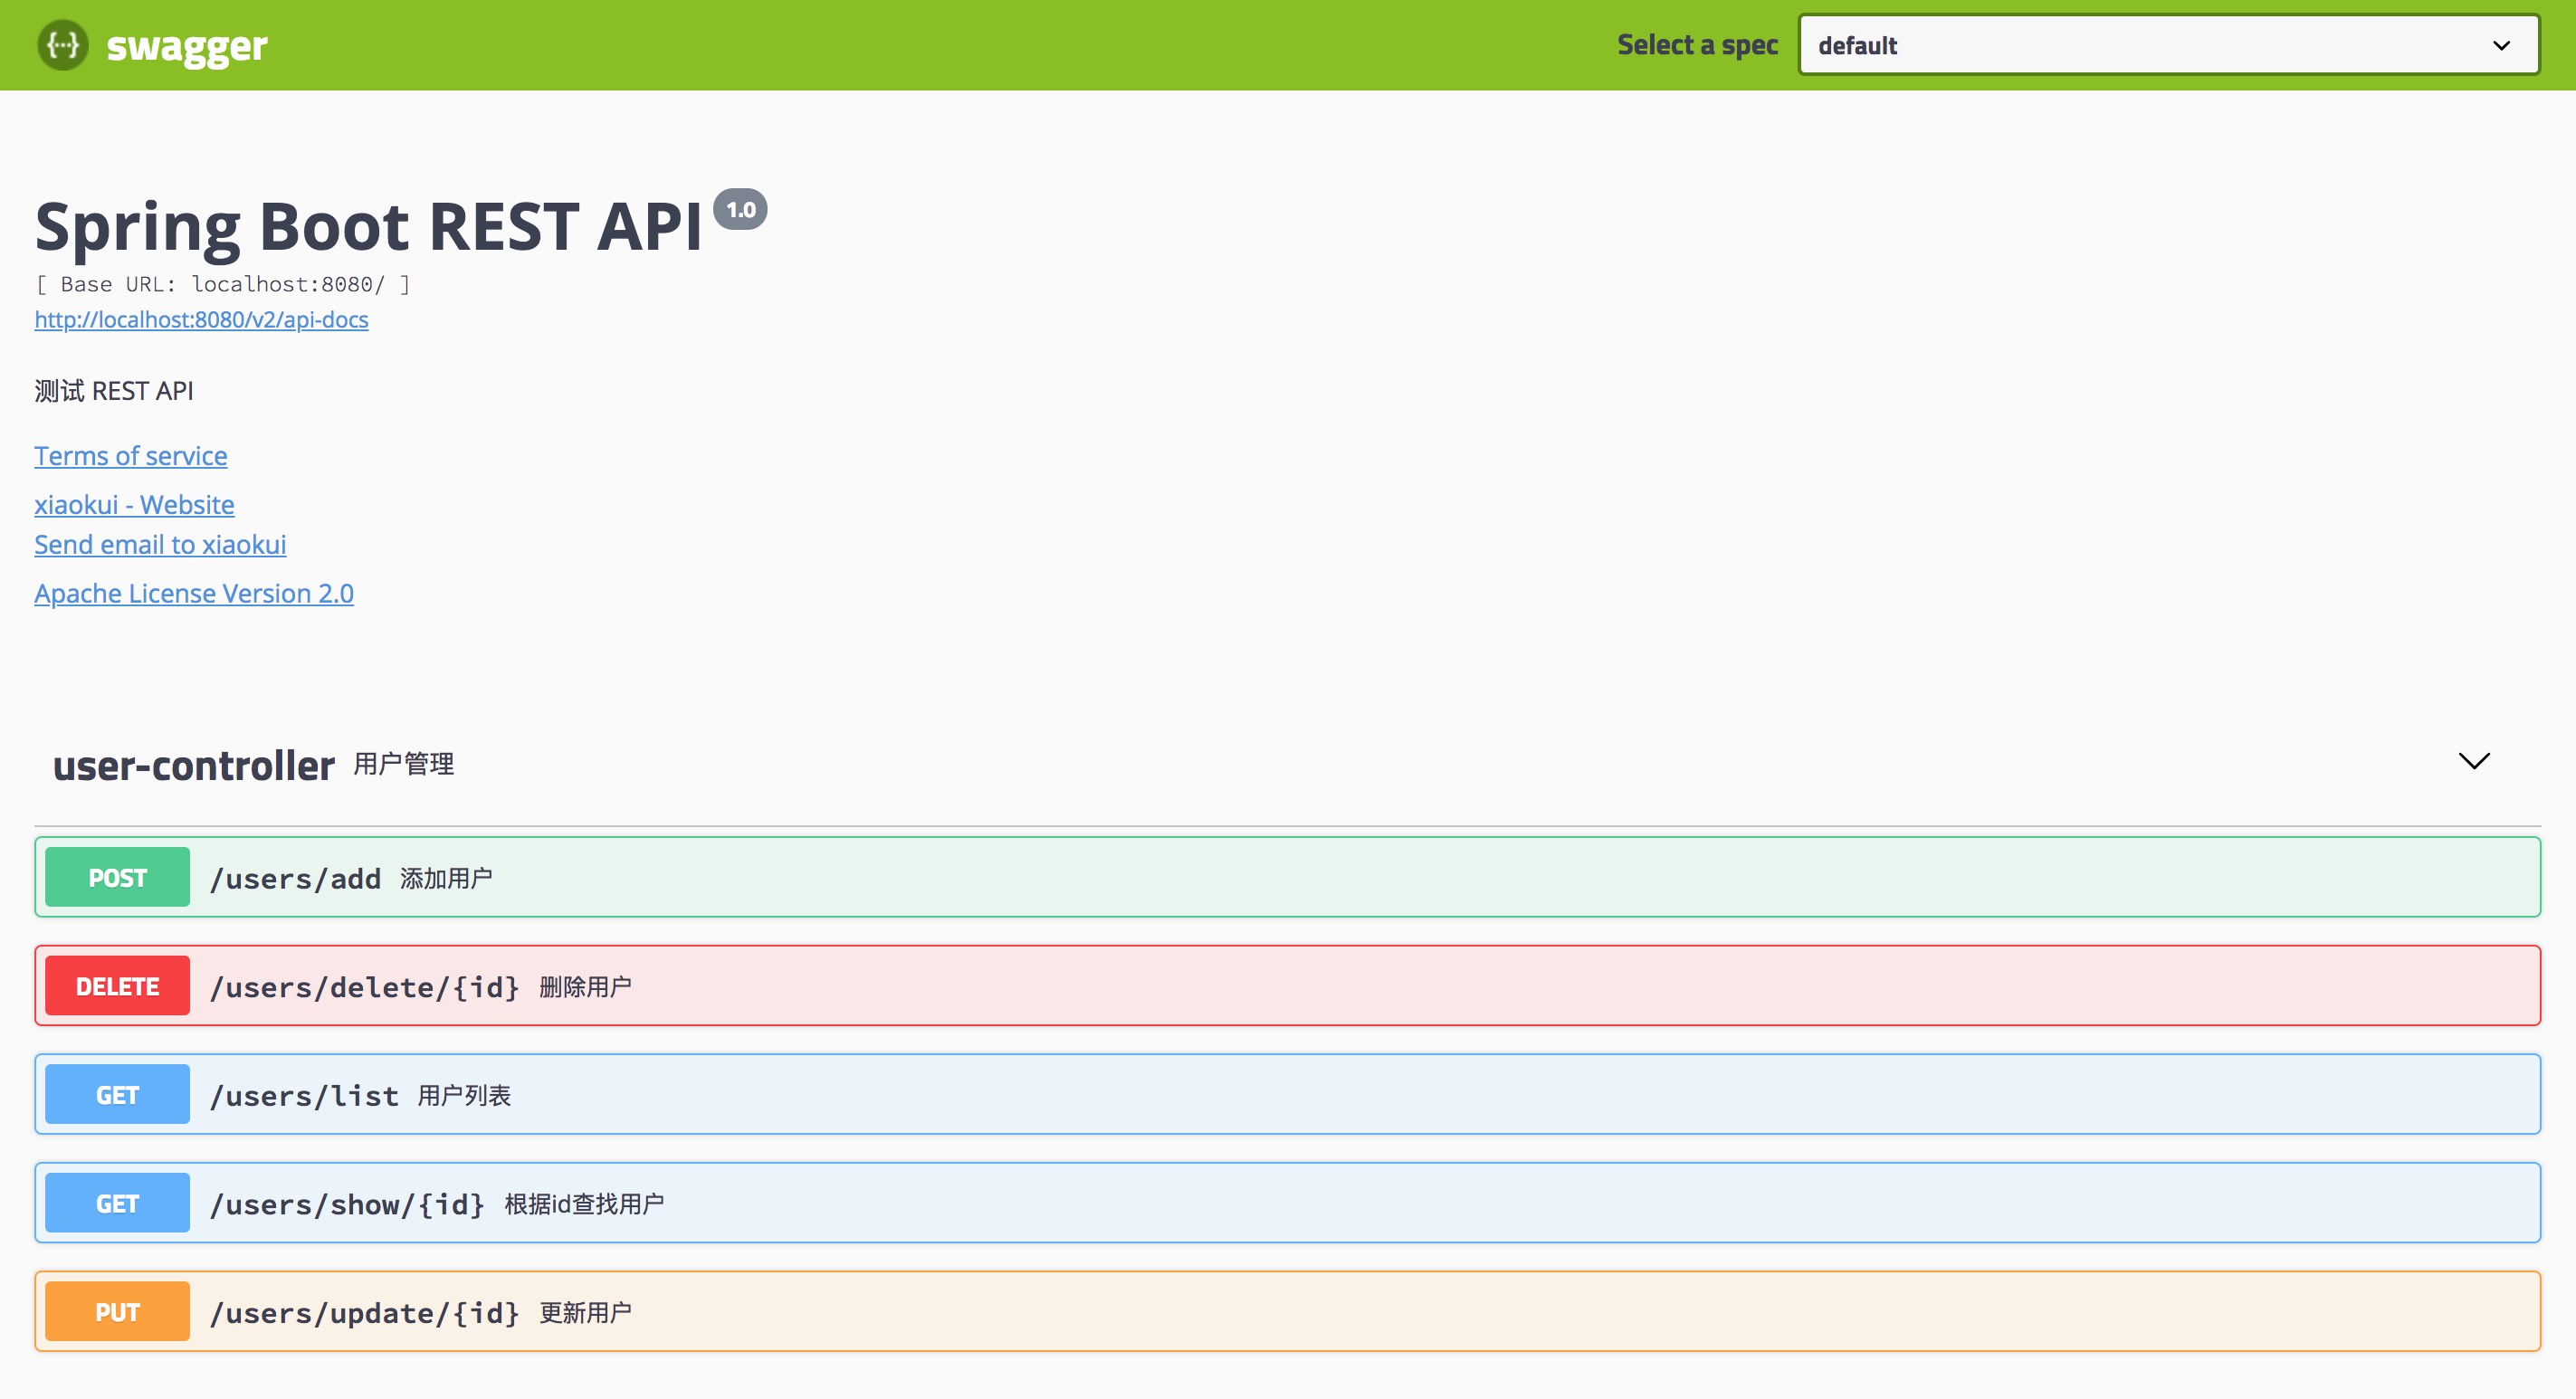 swagger
Select a spec default
Spring Boot REST API 1.0
[ Base URL: localhost:8080/ ]
http://localhost:8080/v2/api-docs
测试 REST API
Terms of service
xiaokui - Website
Send email to xiaokui
Apache License Version 2.0
user-controller 用户管理
POST /users/add 添加用户
DELETE /users/delete/{id} 删除用户
GET /users/list 用户列表
GET /users/show/{id} 根据id查找用户
PUT /users/update/{id} 更新用户